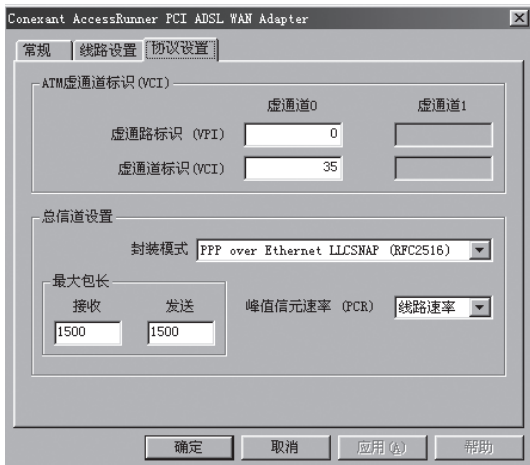 Conexant AccessRunner PCI ADSL WAN Adapter
常规 线路设置 协议设置
ATM虚通道标识(VCI)
虚通道0 虚通道1
虚通路标识 (VPI) 0
虚通道标识(VCI) 35
总信道设置
封装模式 PPP over Ethernet LLCSNAP (RFC2516)
最大包长
接收 发送 峰值信元速率 (PCR) 线路速率
1500 1500
确定 取消 应用(A) 帮助